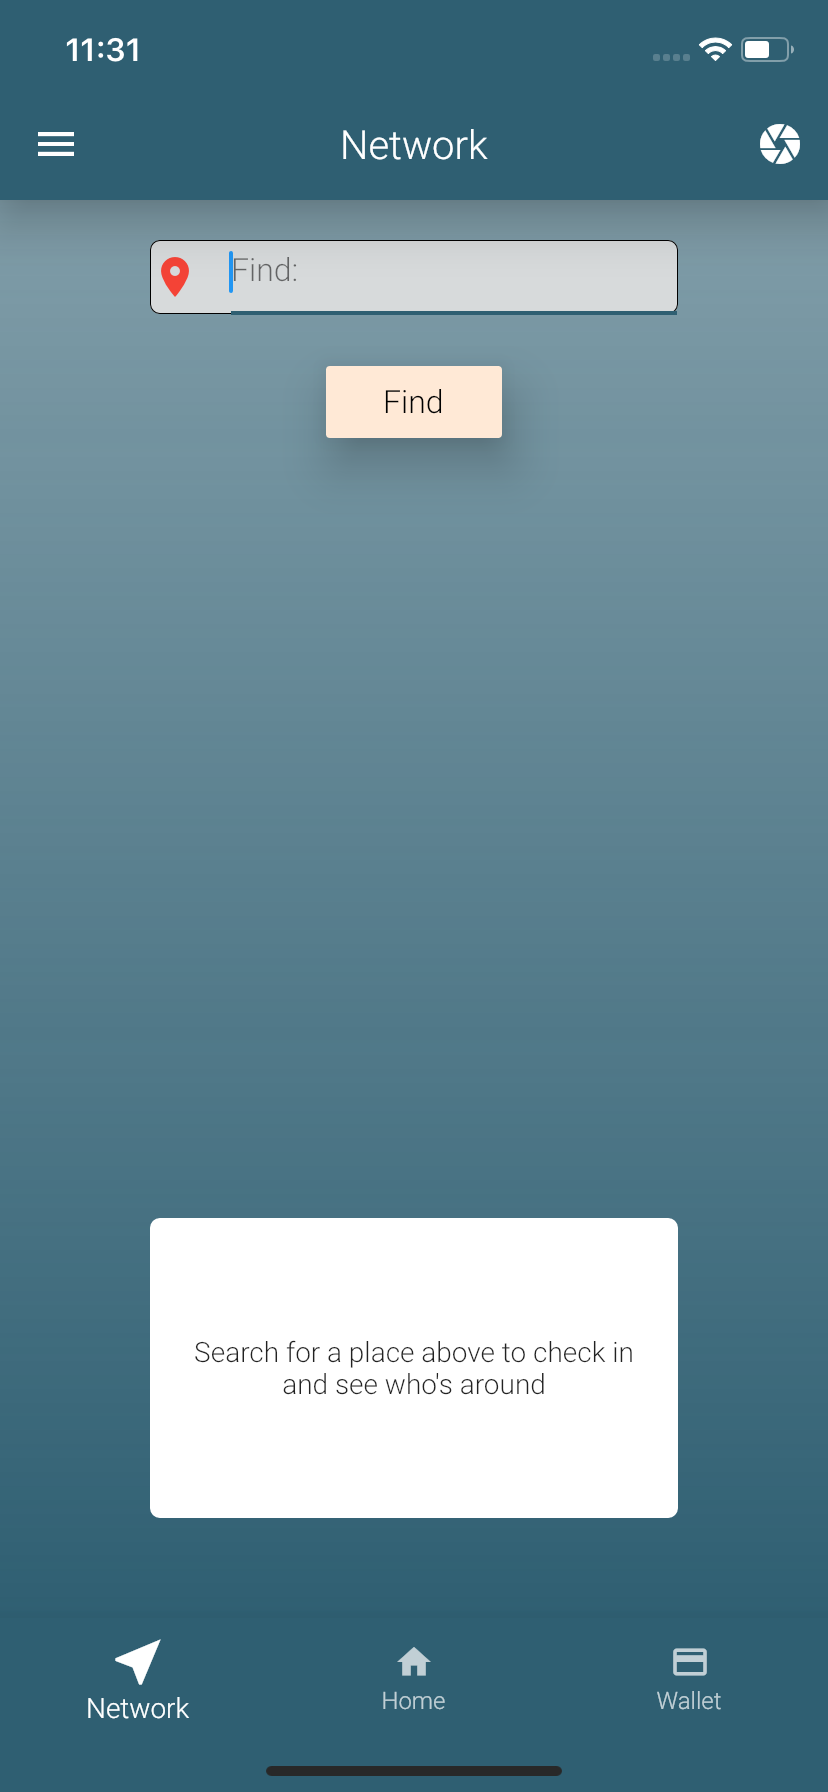 11:31
Network
Find:
Find
Search for a place above to check in
and see who's around
Network
Home
Wallet